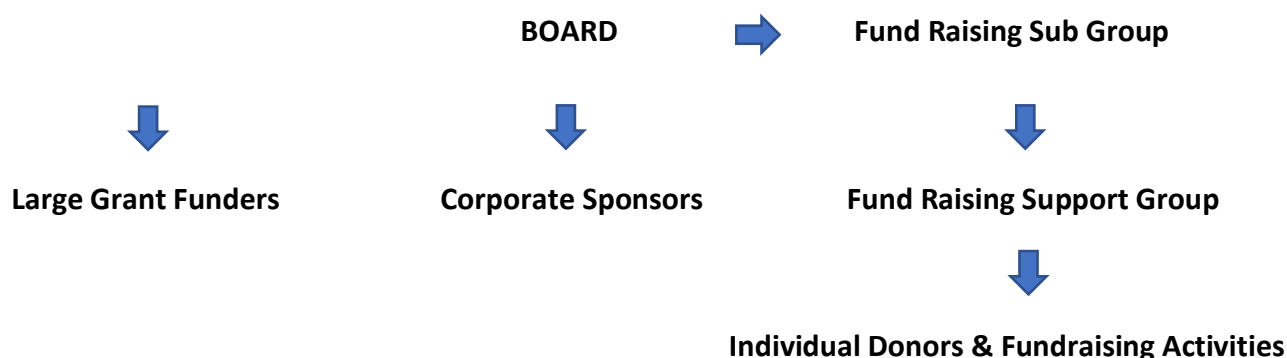 BOARD
Fund Raising Sub Group
Large Grant Funders
Corporate Sponsors
Fund Raising Support Group
Individual Donors & Fundraising Activities